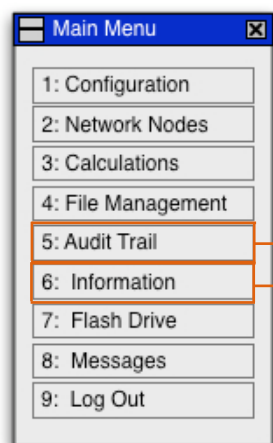 Main Menu
1: Configuration
2: Network Nodes
3: Calculations
4: File Management
5: Audit Trail
6: Information
7: Flash Drive
8: Messages
9: Log Out